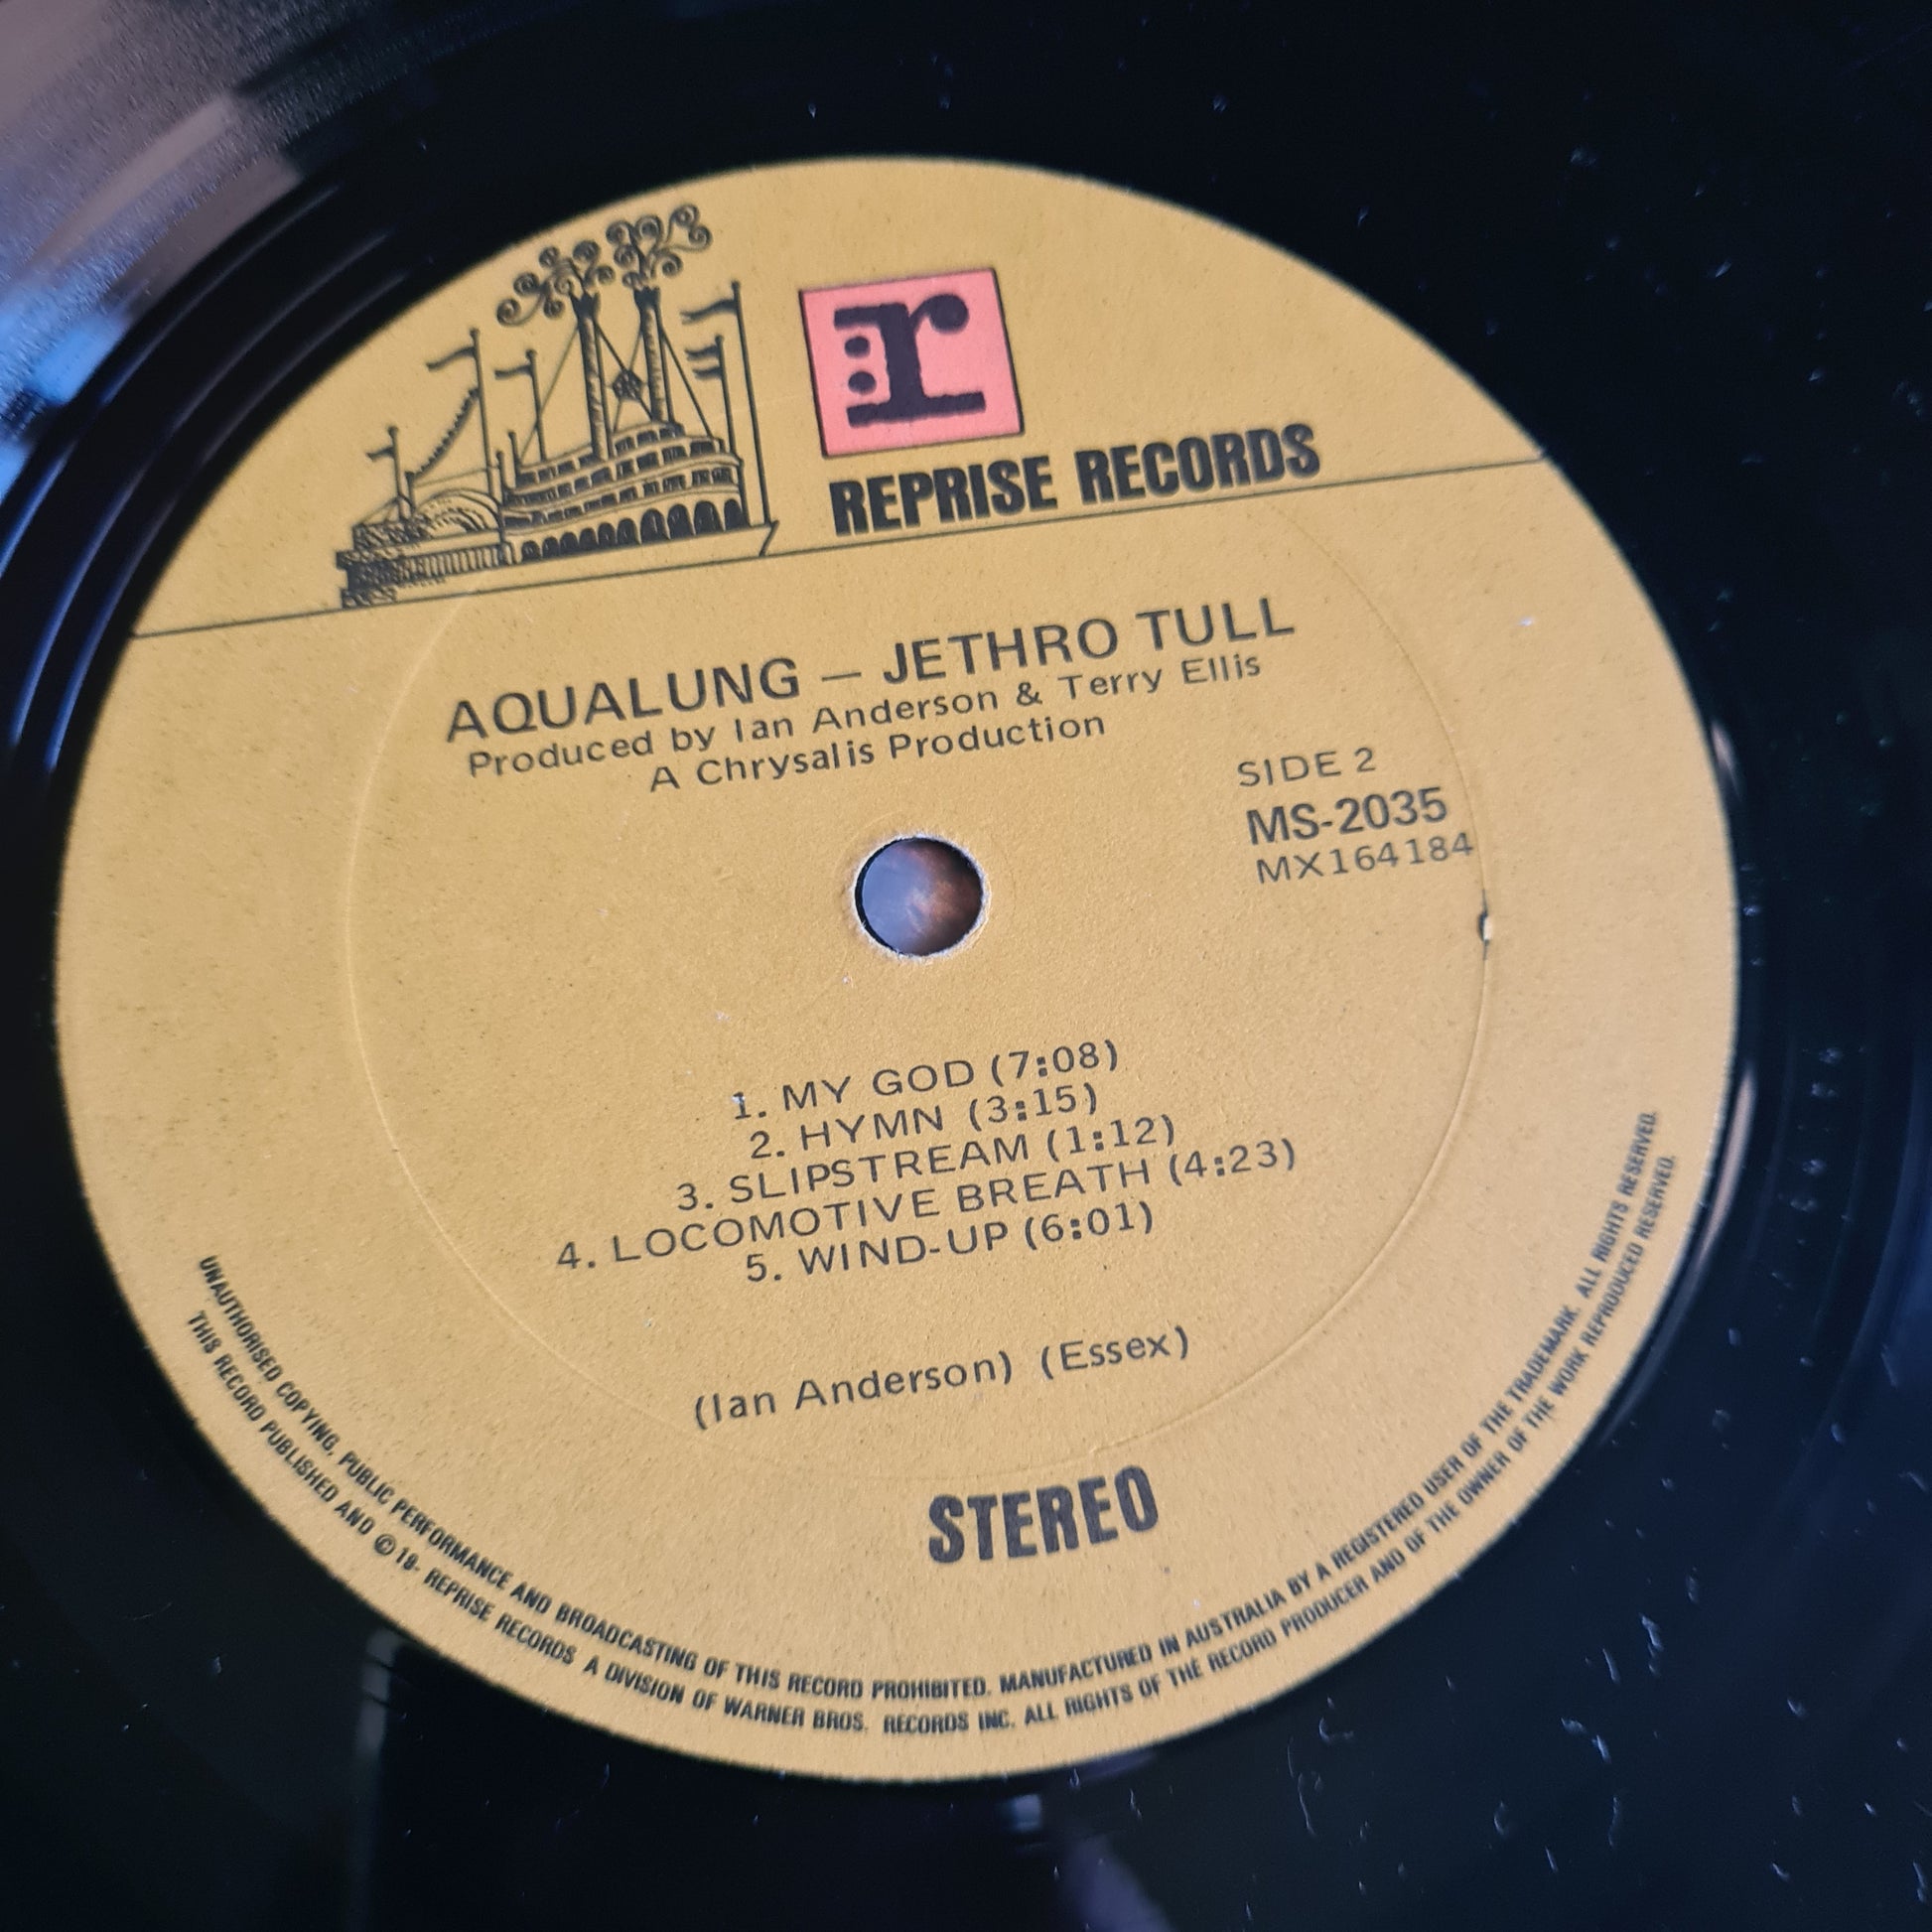 r
REPRISE RECORDS
AQUALUNG — JETHRO TULL
Produced by Ian Anderson & Terry Ellis
A Chrysalis Production
SIDE 2
MS-2035
MX164184
1. MY GOD (7:08)
2. HYMN (3:15)
3. SLIPSTREAM (1:12)
4. LOCOMOTIVE BREATH (4:23)
5. WIND-UP (6:01)
(Ian Anderson) (Essex)
STEREO
UNAUTHORISED COPYING, PUBLIC PERFORMANCE AND BROADCASTING OF THIS RECORD PROHIBITED. MANUFACTURED IN AUSTRALIA BY A REGISTERED USER OF THE TRADEMARK. ALL RIGHTS RESERVED.
THIS RECORD PUBLISHED AND © 19- REPRISE RECORDS A DIVISION OF WARNER BROS. RECORDS INC. ALL RIGHTS OF THE RECORD PRODUCER AND OF THE OWNER OF THE WORK REPRODUCED RESERVED.